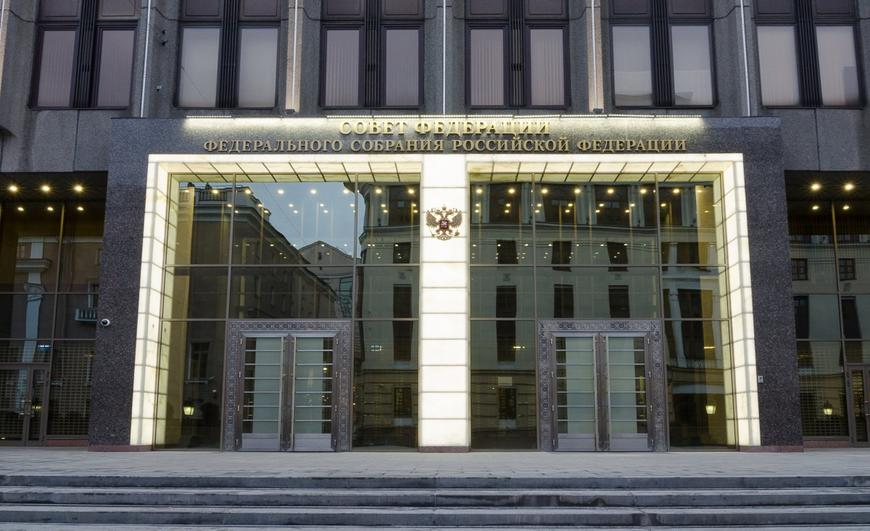 СОВЕТ ФЕДЕРАЦИИ
ФЕДЕРАЛЬНОГО СОБРАНИЯ РОССИЙСКОЙ ФЕДЕРАЦИИ